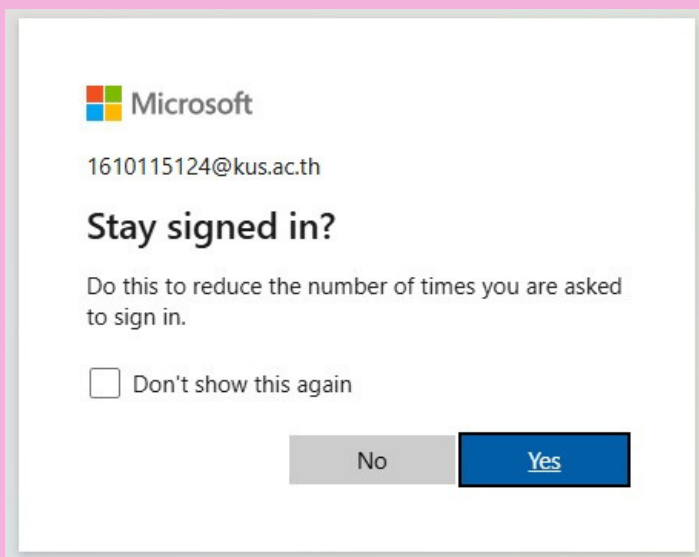 Microsoft
1610115124@kus.ac.th
Stay signed in?
Do this to reduce the number of times you are asked
to sign in.
Don't show this again
No
Yes